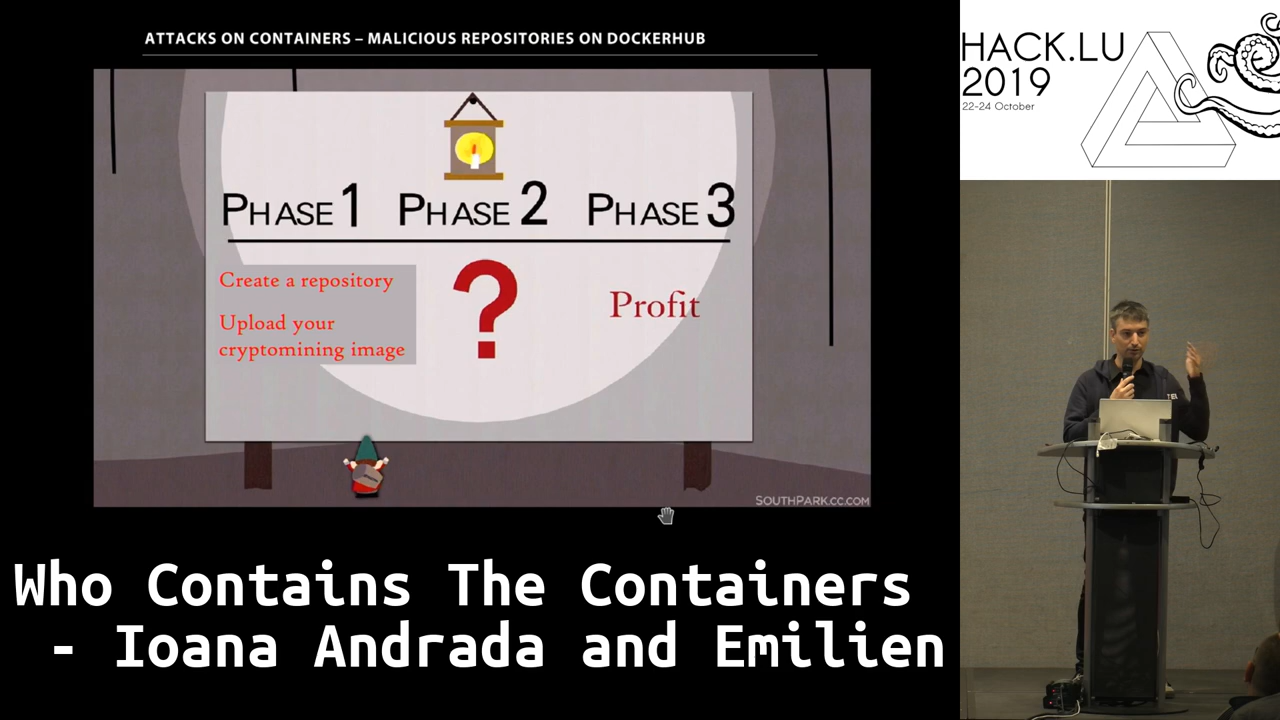 ATTACKS ON CONTAINERS – MALICIOUS REPOSITORIES ON DOCKERHUB
PHASE 1 PHASE 2 PHASE 3
Create a repository
Upload your
cryptomining image
?
Profit
SOUTHPARK.CC.COM
Who Contains The Containers
- Ioana Andrada and Emilien
HACK.LU
2019
22-24 October